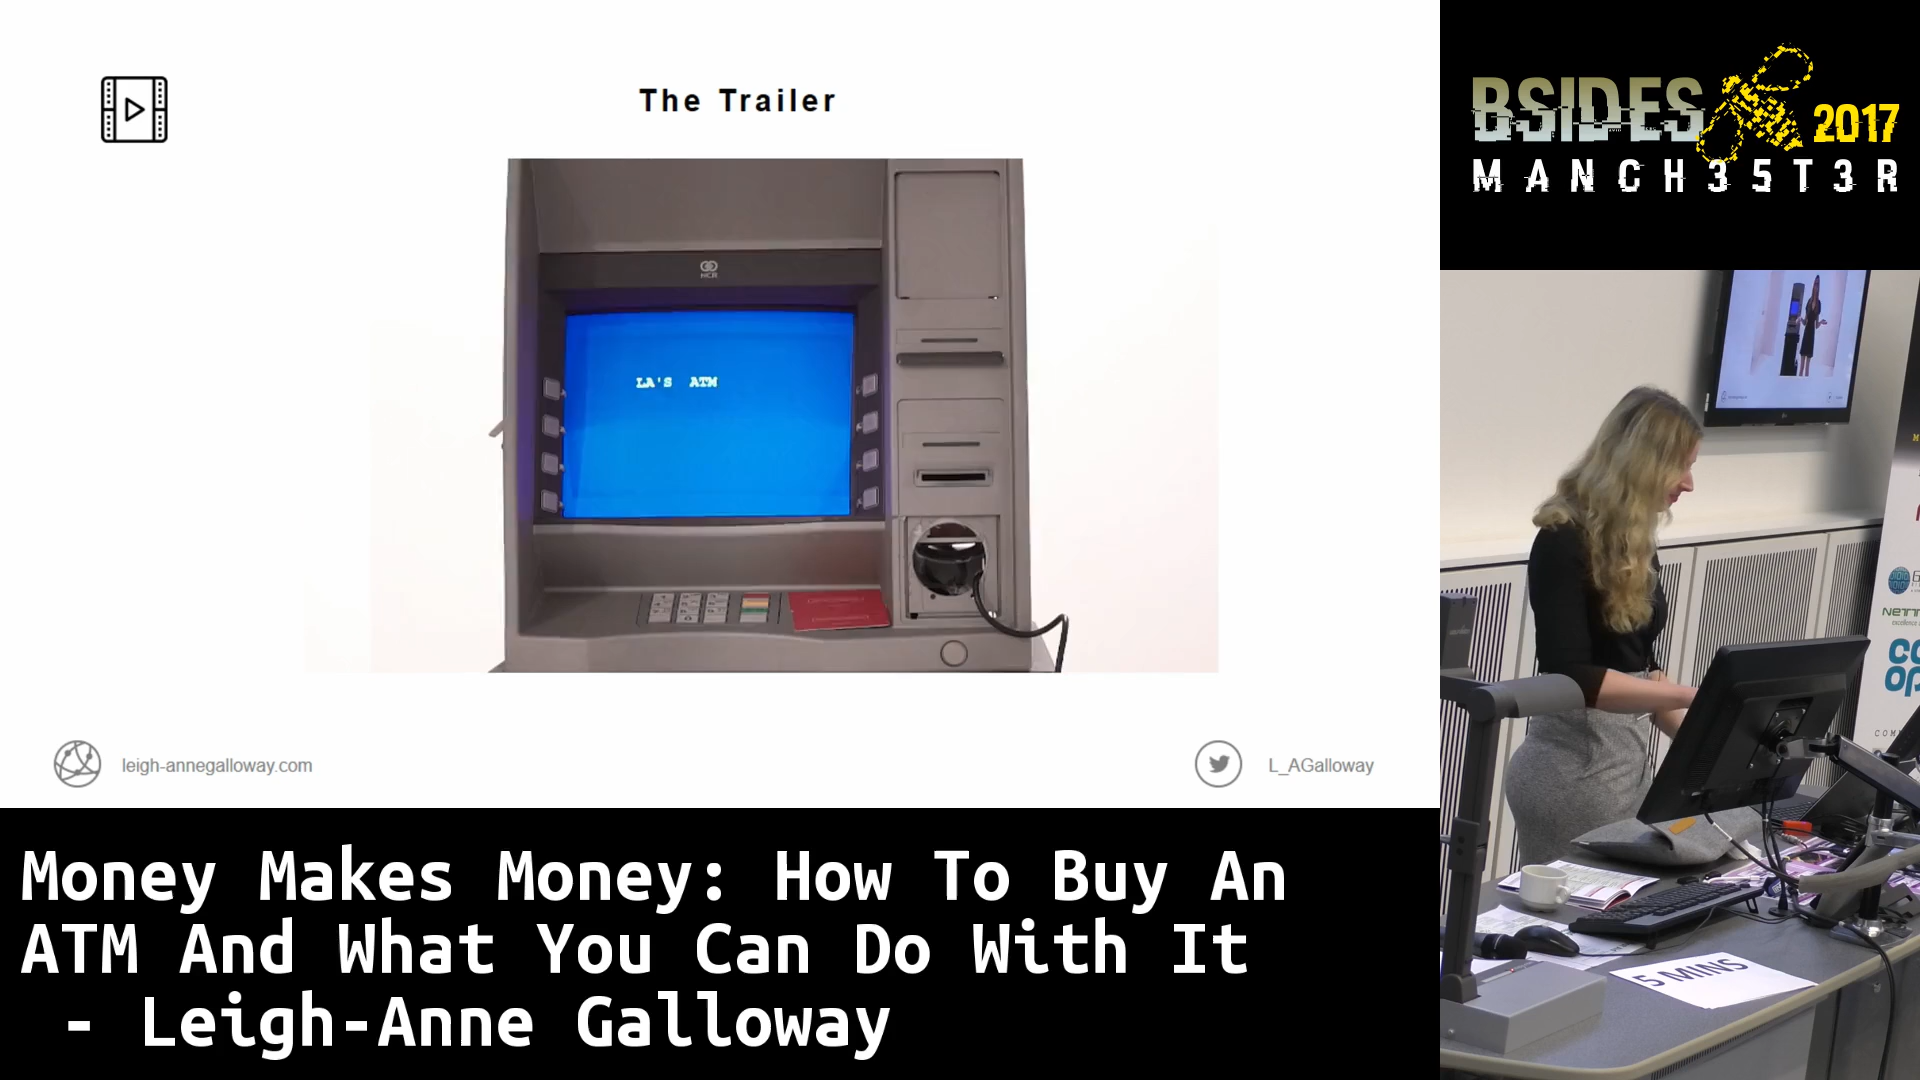 The Trailer
NCR
LA'S ATM
leigh-annegalloway.com
L_AGalloway
Money Makes Money: How To Buy An
ATM And What You Can Do With It
- Leigh-Anne Galloway
BSIDES
2017
MANCH35T3R
5 MINS